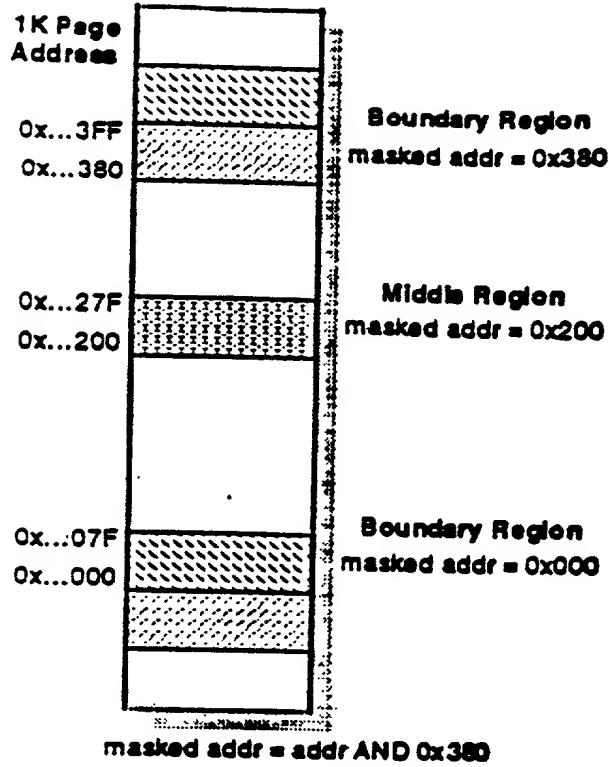 1K Page
Address
0x...3FF
Boundary Region
0x...380
masked addr = 0x380
0x...27F
Middle Region
0x...200
masked addr = 0x200
0x...07F
Boundary Region
0x...000
masked addr = 0x000
masked addr = addr AND 0x380